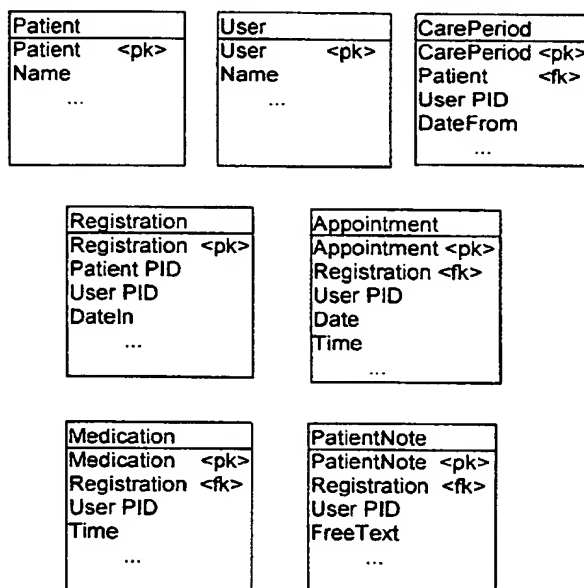 Patient
Patient <pk>
Name
...
User
User <pk>
Name
...
CarePeriod
CarePeriod <pk>
Patient <fk>
User PID
DateFrom
...
Registration
Registration <pk>
Patient PID
User PID
DateIn
...
Appointment
Appointment <pk>
Registration <fk>
User PID
Date
Time
...
Medication
Medication <pk>
Registration <fk>
User PID
Time
...
PatientNote
PatientNote <pk>
Registration <fk>
User PID
FreeText
...